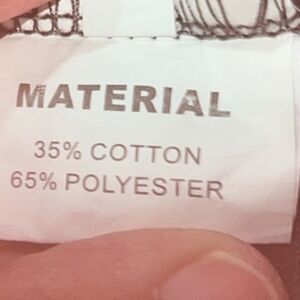 MATERIAL
35% COTTON
65% POLYESTER